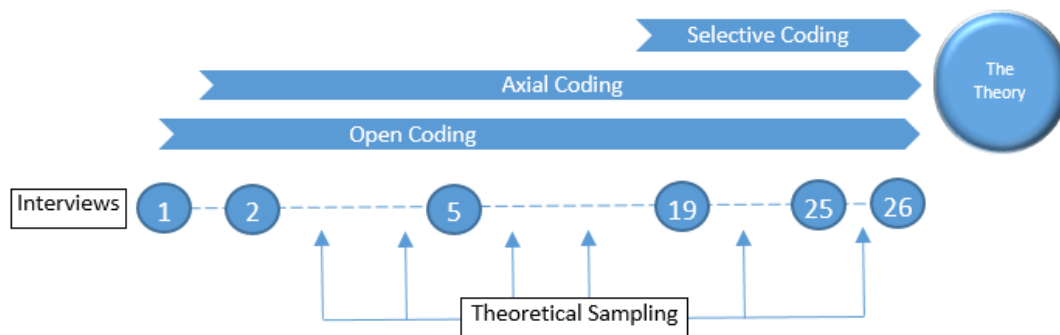 Selective Coding
Axial Coding
Open Coding
The
Theory
Interviews
1
2
5
19
25
26
Theoretical Sampling